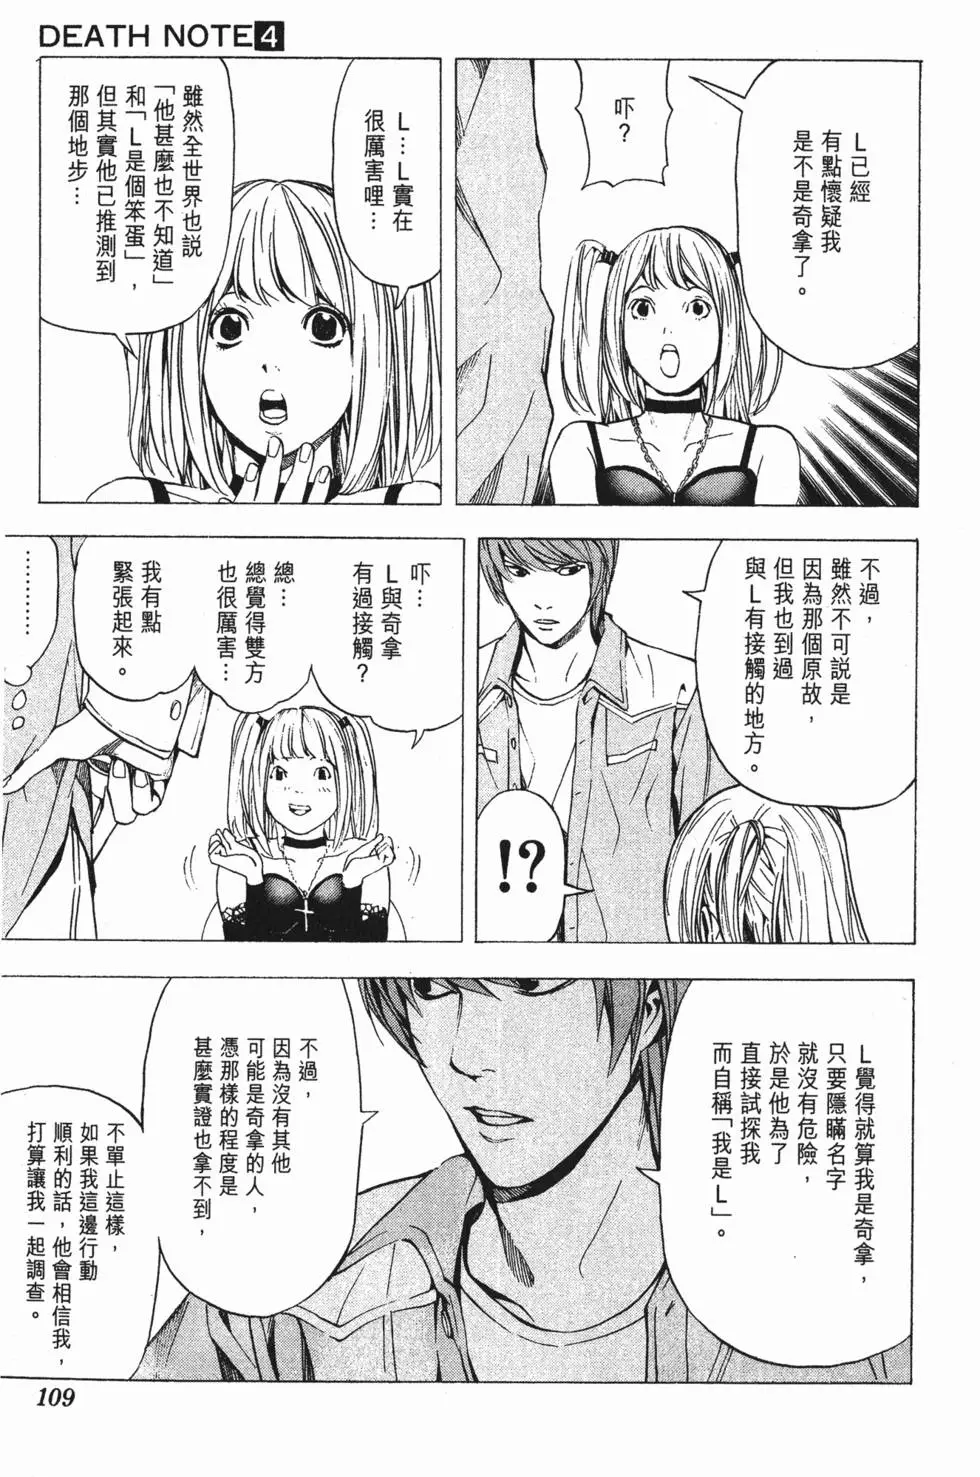 DEATH NOTE 4
L已經
有點懷疑我
是不是奇拿了。
吓?
L…L實在
很厲害哩…
雖然全世界也説
「他甚麼也不知道」
和「L是個笨蛋」,
但其實他已推測到
那個地步…
不過,
雖然不可説是
因為那個原故,
但我也到過
與L有接觸的地方。
!?
吓…
L與奇拿
有過接觸?
總…
總覺得雙方
也很厲害…
我有點
緊張起來。
………
L覺得就算我是奇拿,
只要隱瞞名字
就沒有危險,
於是他為了
直接試探我
而自稱「我是L」。
不過,
因為沒有其他
可能是奇拿的人,
憑那樣的程度是
甚麼實證也拿不到,
不單止這樣,
如果我這邊行動
順利的話,他會相信我,
打算讓我一起調查。
109